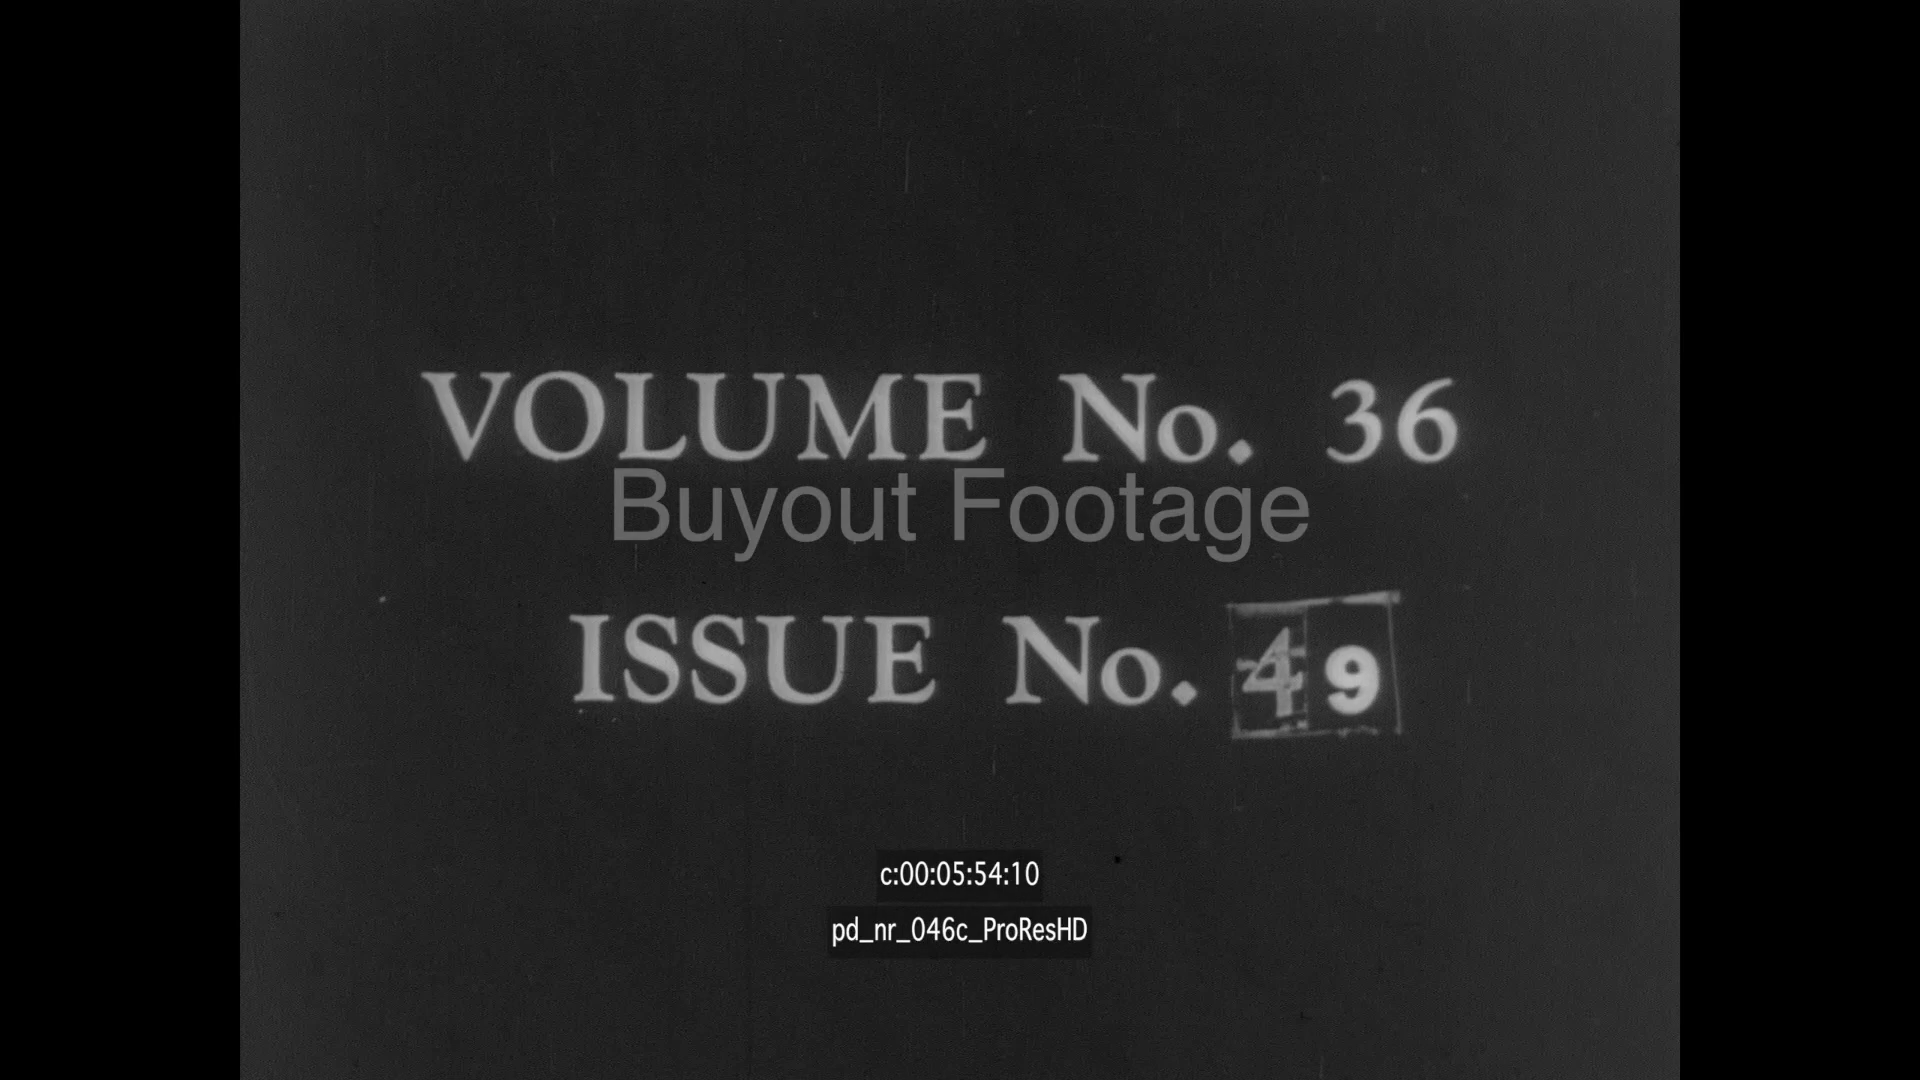 VOLUME No. 36
Buyout Footage
ISSUE No. 49
c:00:05:54:10
pd_nr_046c_ProResHD